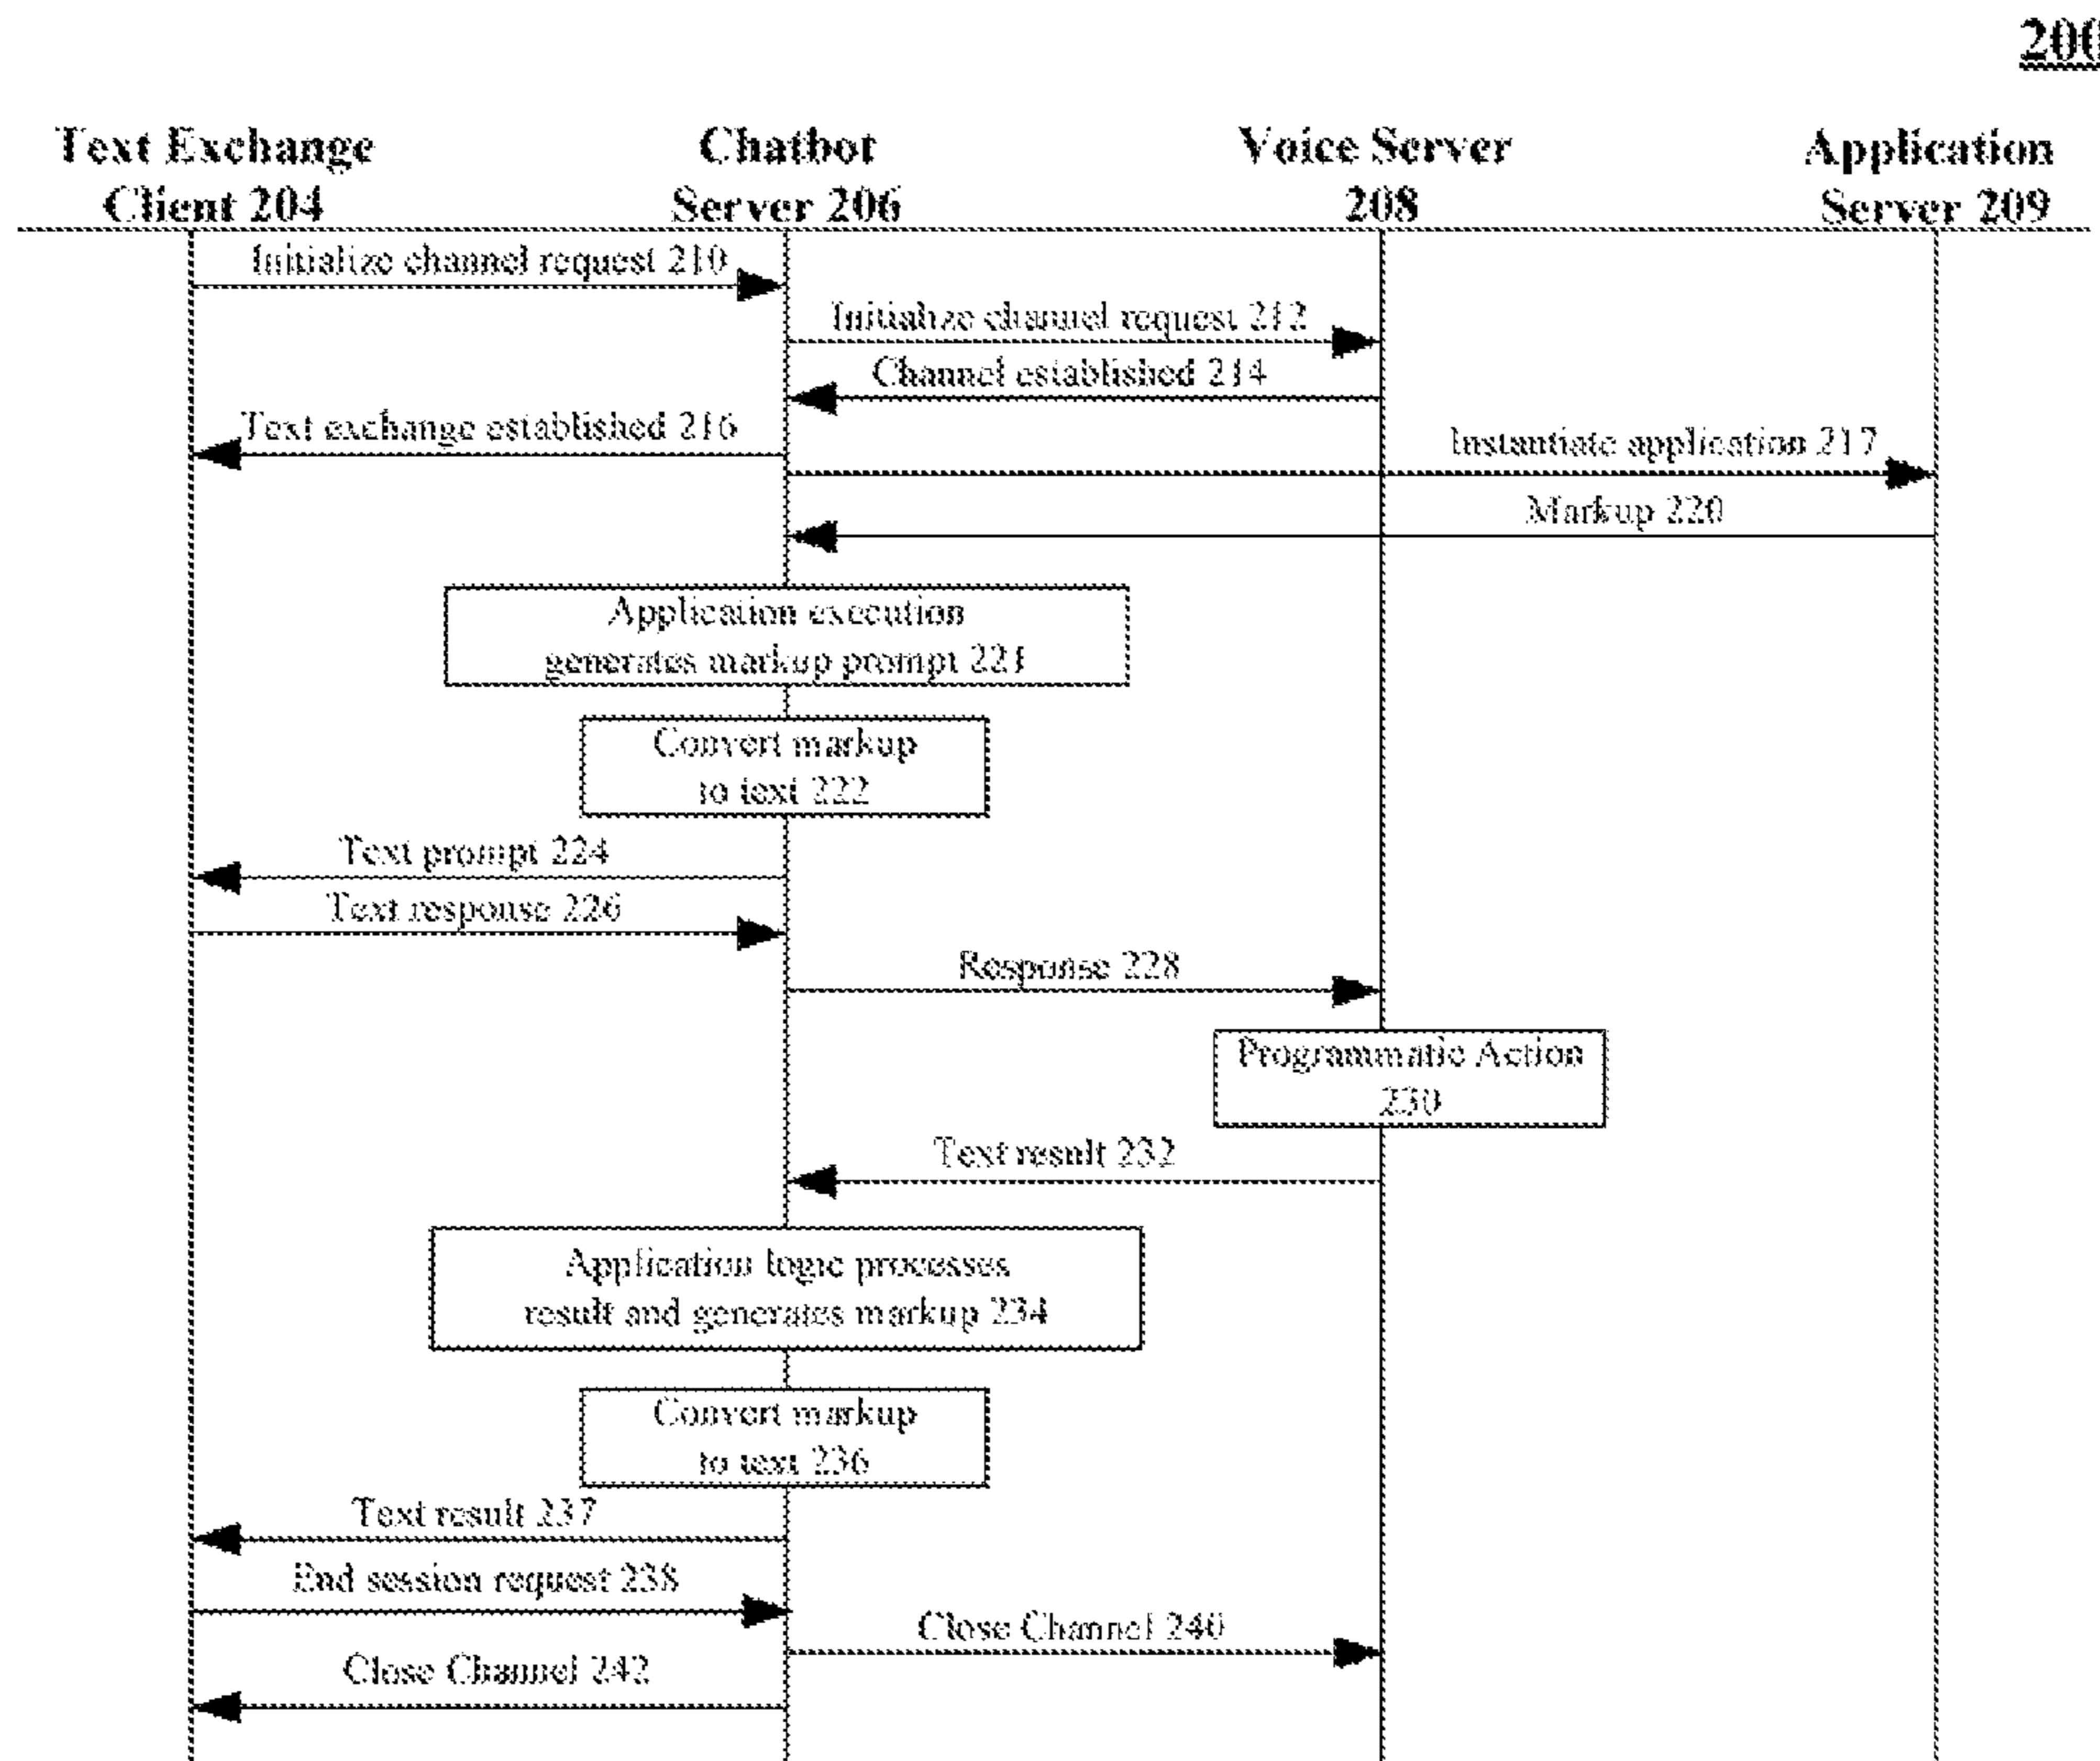 200
Text Exchange
Client 204
Chatbot
Server 206
Voice Server
208
Application
Server 209
Initialize channel request 210
Initialize channel request 212
Channel established 214
Text exchange established 216
Instantiate application 217
Markup 220
Application execution
generates markup prompt 221
Convert markup
to text 222
Text prompt 224
Text response 226
Response 228
Programmatic Action
230
Text result 232
Application logic processes
result and generates markup 234
Convert markup
to text 236
Text result 237
End session request 238
Close Channel 240
Close Channel 242